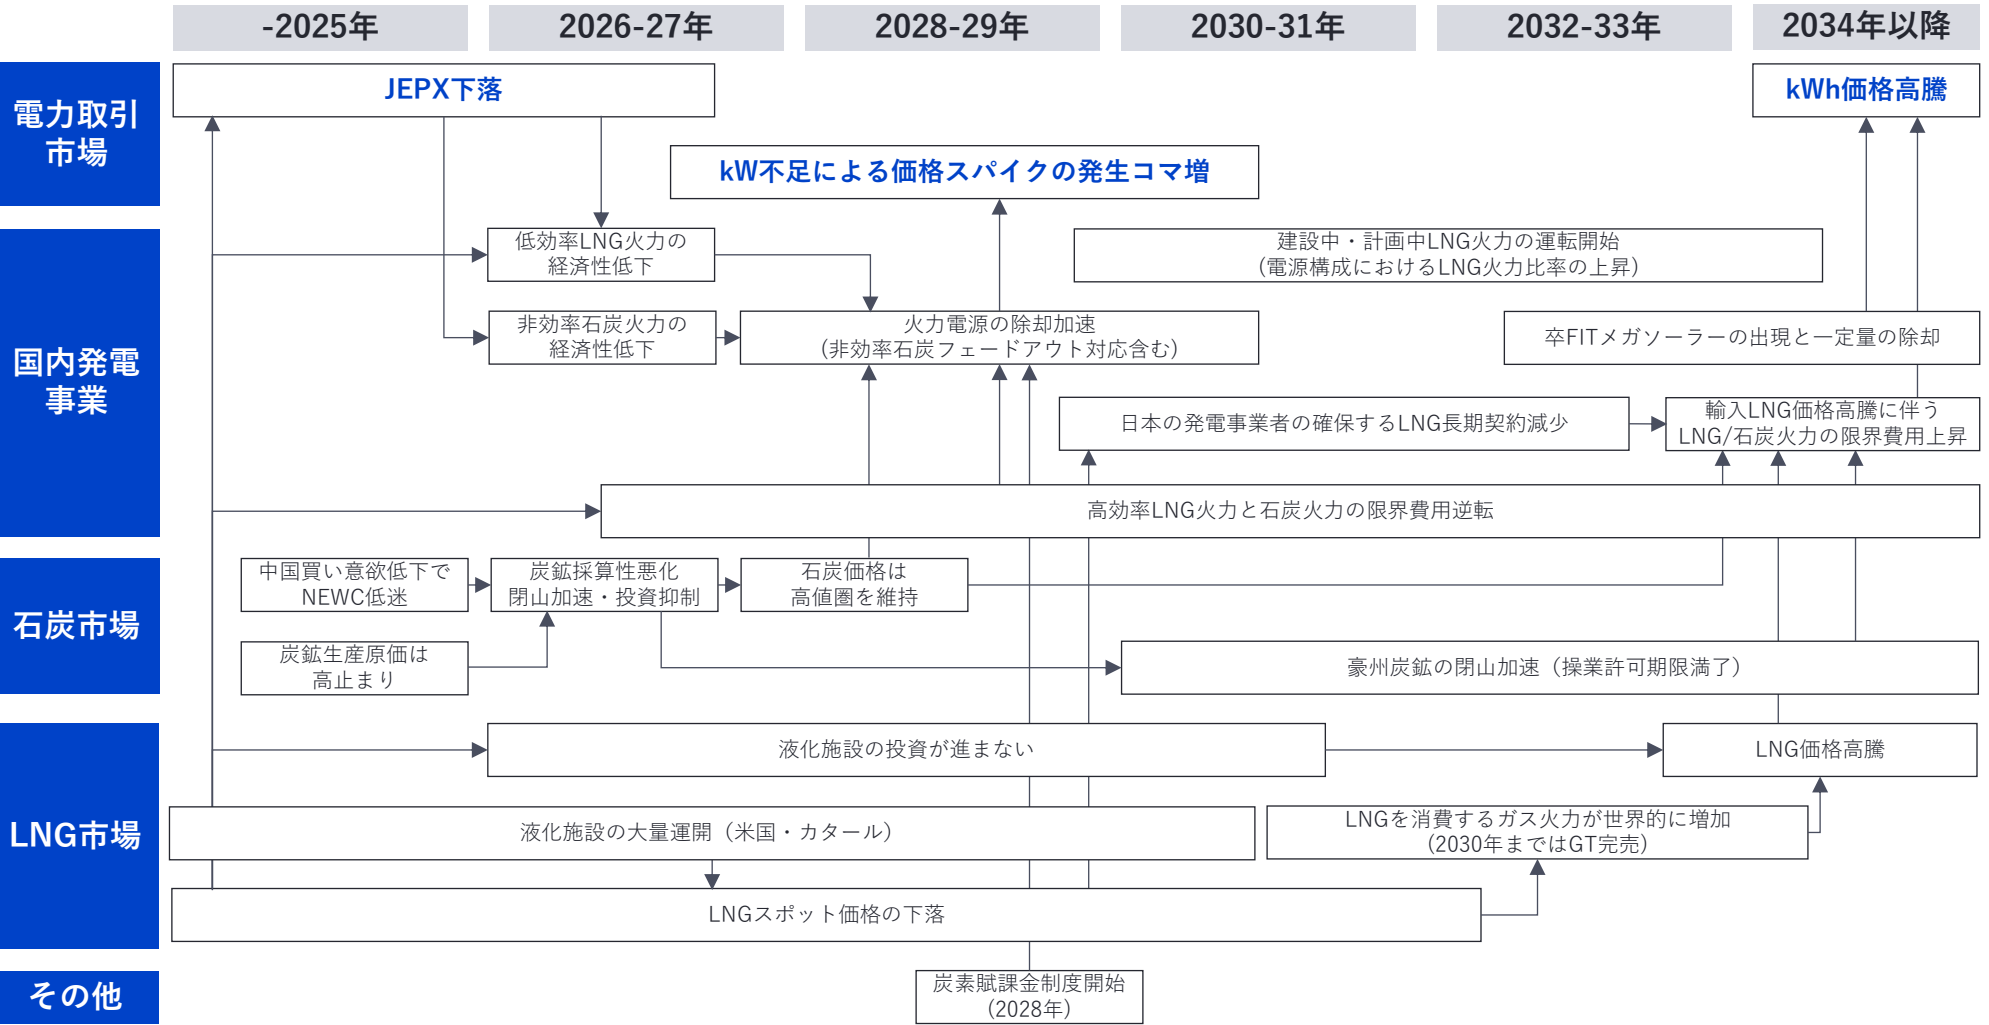 -2025年
2026-27年
2028-29年
2030-31年
2032-33年
2034年以降
電力取引
市場
JEPX下落
kWh価格高騰
kW不足による価格スパイクの発生コマ増
国内発電
事業
低効率LNG火力の
経済性低下
建設中・計画中LNG火力の運転開始
(電源構成におけるLNG火力比率の上昇)
非効率石炭火力の
経済性低下
火力電源の除却加速
(非効率石炭フェードアウト対応含む)
卒FITメガソーラーの出現と一定量の除却
日本の発電事業者の確保するLNG長期契約減少
輸入LNG価格高騰に伴う
LNG/石炭火力の限界費用上昇
高効率LNG火力と石炭火力の限界費用逆転
石炭市場
中国買い意欲低下で
NEWC低迷
炭鉱採算性悪化
閉山加速・投資抑制
石炭価格は
高値圏を維持
炭鉱生産原価は
高止まり
豪州炭鉱の閉山加速（操業許可期限満了）
LNG市場
液化施設の投資が進まない
LNG価格高騰
液化施設の大量運開（米国・カタール）
LNGを消費するガス火力が世界的に増加
(2030年まではGT完売)
LNGスポット価格の下落
その他
炭素賦課金制度開始
(2028年)